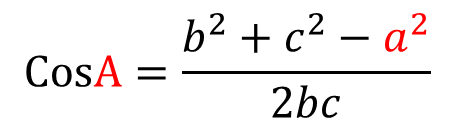 CosA = (b² + c² − a²) / 2bc